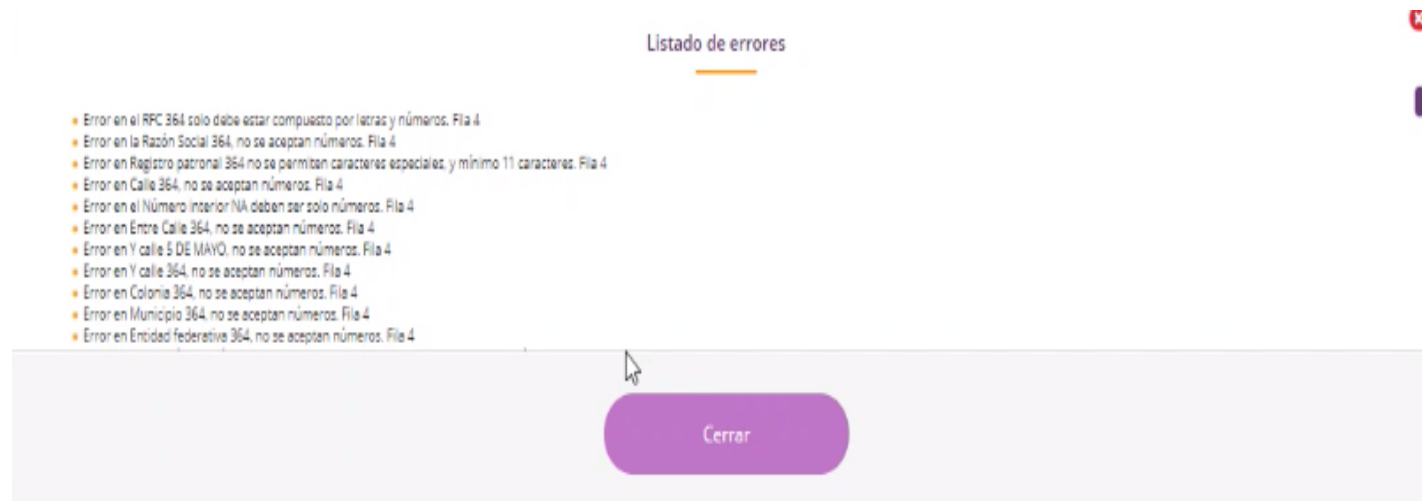 Listado de errores
Error en el RFC 364 solo debe estar compuesto por letras y números. Fila 4
Error en la Razón Social 364, no se aceptan números. Fila 4
Error en Registro patronal 364 no se permiten caracteres especiales, y mínimo 11 caracteres. Fila 4
Error en Calle 364, no se aceptan números. Fila 4
Error en el Número Interior NA deben ser solo números. Fila 4
Error en Entre Calle 364, no se aceptan números. Fila 4
Error en Y calle 5 DE MAYO, no se aceptan números. Fila 4
Error en Y calle 364, no se aceptan números. Fila 4
Error en Colonia 364, no se aceptan números. Fila 4
Error en Municipio 364, no se aceptan números. Fila 4
Error en Entidad federativa 364, no se aceptan números. Fila 4
Cerrar